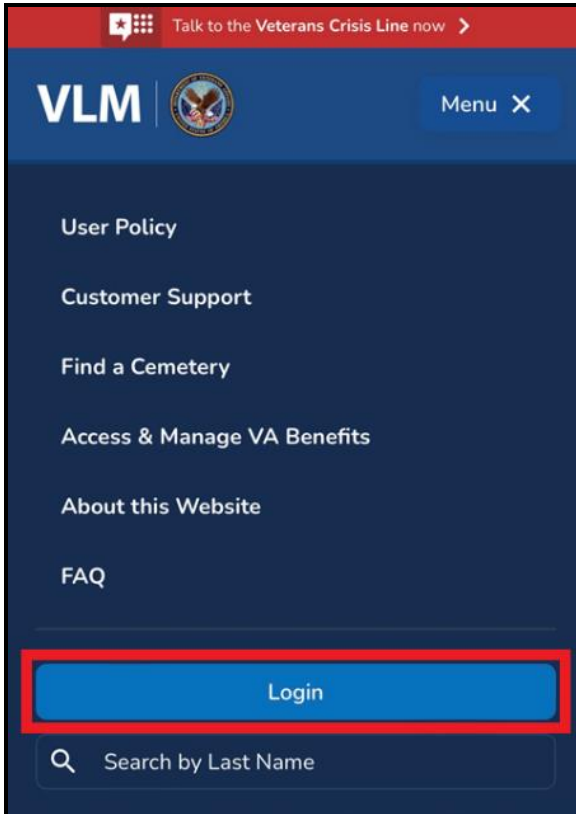 Talk to the Veterans Crisis Line now
VLM
Menu
User Policy
Customer Support
Find a Cemetery
Access & Manage VA Benefits
About this Website
FAQ
Login
Search by Last Name